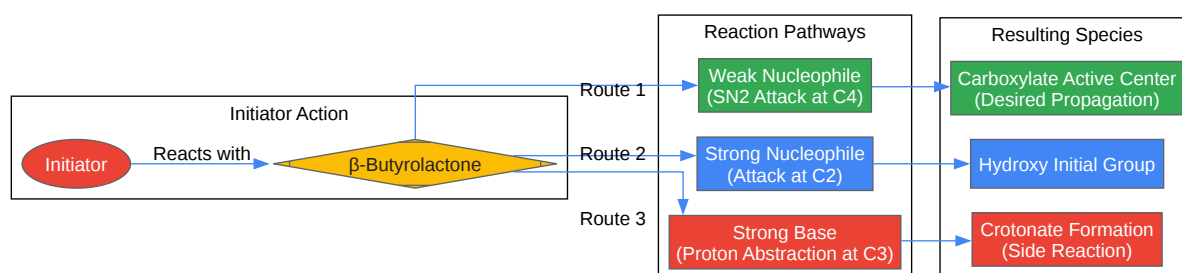 Initiator Action
Initiator
Reacts with
β-Butyrolactone
Route 1
Route 2
Route 3
Reaction Pathways
Weak Nucleophile
(SN2 Attack at C4)
Strong Nucleophile
(Attack at C2)
Strong Base
(Proton Abstraction at C3)
Resulting Species
Carboxylate Active Center
(Desired Propagation)
Hydroxy Initial Group
Crotonate Formation
(Side Reaction)